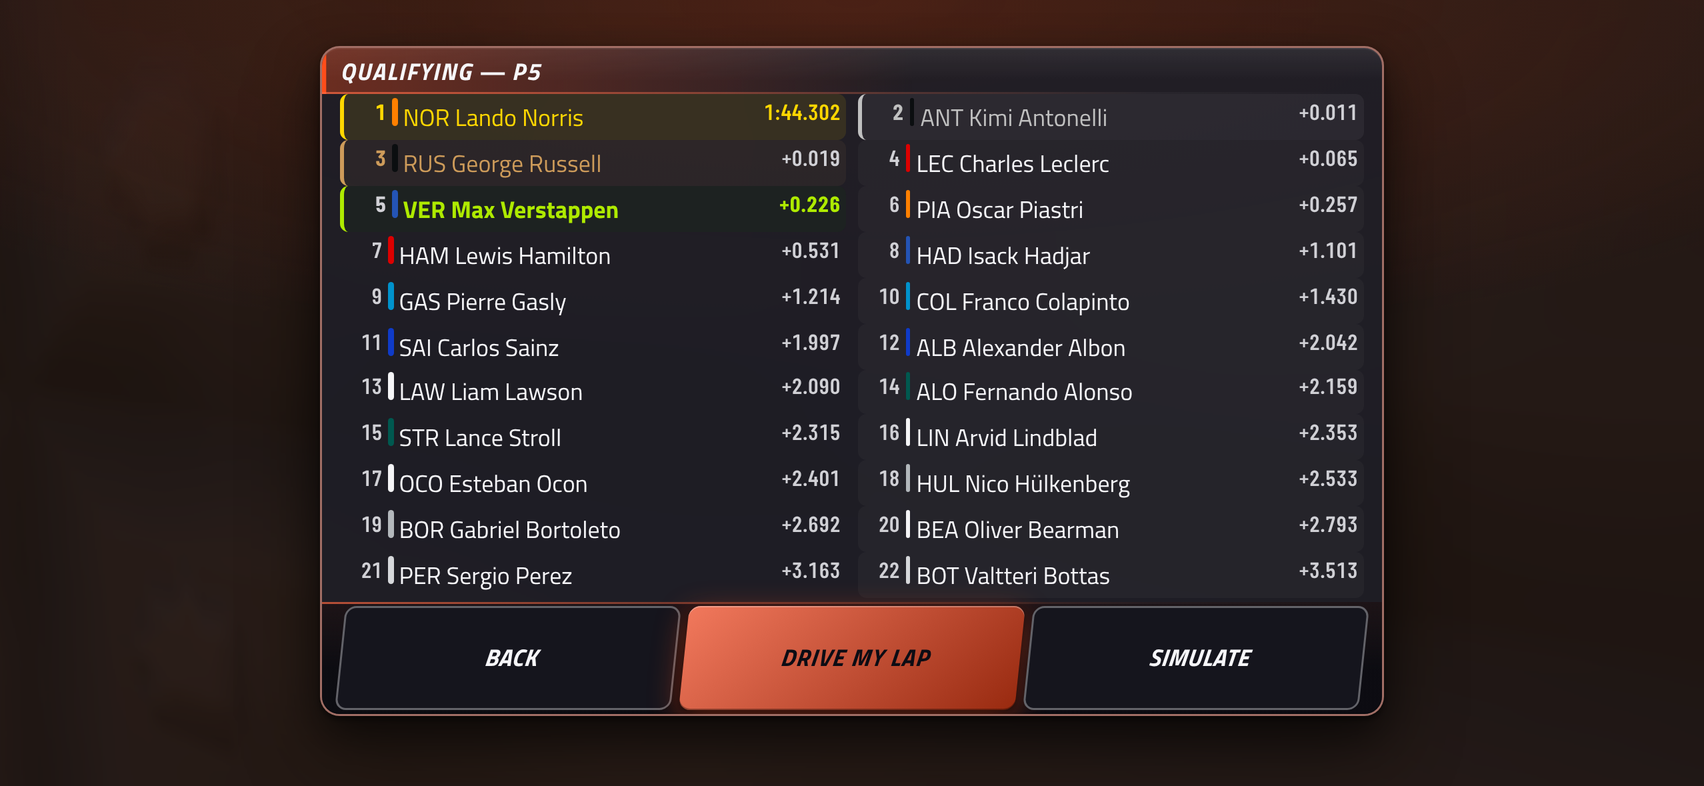 QUALIFYING — P5
1 NOR Lando Norris 1:44.302
2 ANT Kimi Antonelli +0.011
3 RUS George Russell +0.019
4 LEC Charles Leclerc +0.065
5 VER Max Verstappen +0.226
6 PIA Oscar Piastri +0.257
7 HAM Lewis Hamilton +0.531
8 HAD Isack Hadjar +1.101
9 GAS Pierre Gasly +1.214
10 COL Franco Colapinto +1.430
11 SAI Carlos Sainz +1.997
12 ALB Alexander Albon +2.042
13 LAW Liam Lawson +2.090
14 ALO Fernando Alonso +2.159
15 STR Lance Stroll +2.315
16 LIN Arvid Lindblad +2.353
17 OCO Esteban Ocon +2.401
18 HUL Nico Hülkenberg +2.533
19 BOR Gabriel Bortoleto +2.692
20 BEA Oliver Bearman +2.793
21 PER Sergio Perez +3.163
22 BOT Valtteri Bottas +3.513
BACK
DRIVE MY LAP
SIMULATE